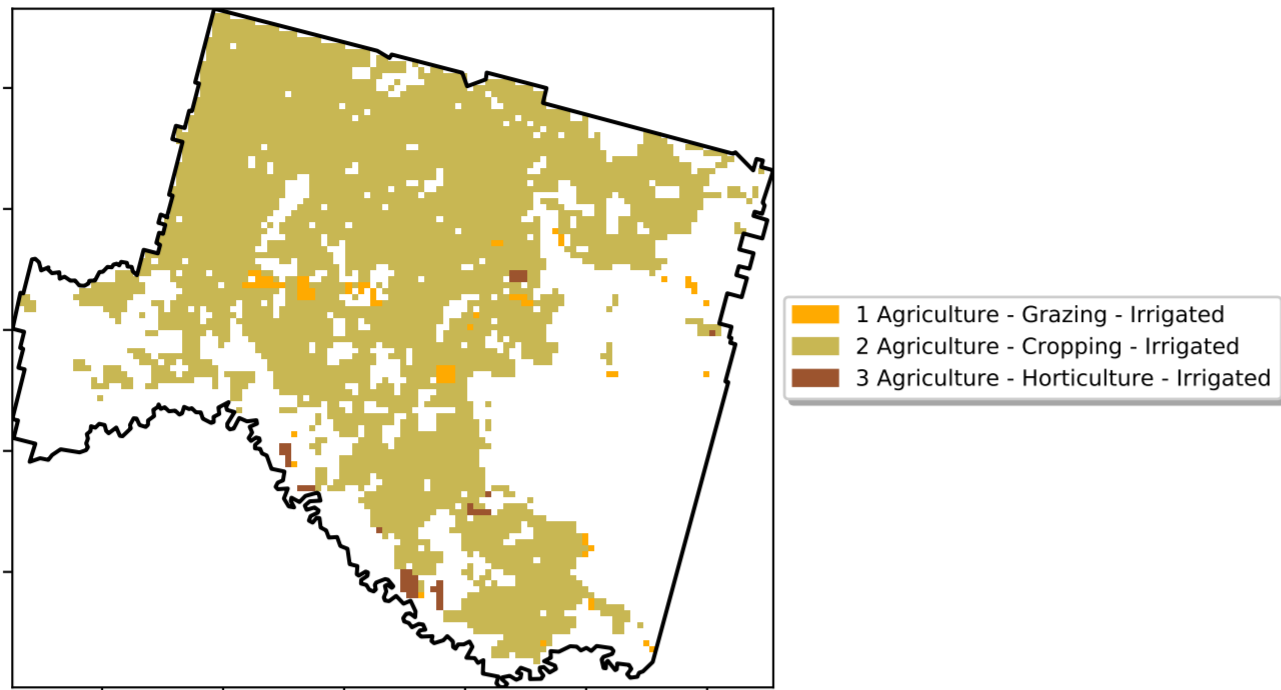 1 Agriculture - Grazing - Irrigated
2 Agriculture - Cropping - Irrigated
3 Agriculture - Horticulture - Irrigated